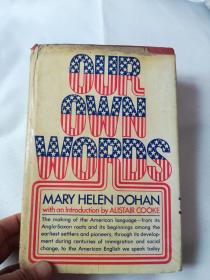 OUR
OWN
WORDS
MARY HELEN DOHAN
with an Introduction by ALISTAIR COOKE
The making of the American language—from its
Anglo-Saxon roots and its beginnings among the
earliest settlers and pioneers, through its develop-
ment during centuries of immigration and social
change, to the American English we speak today